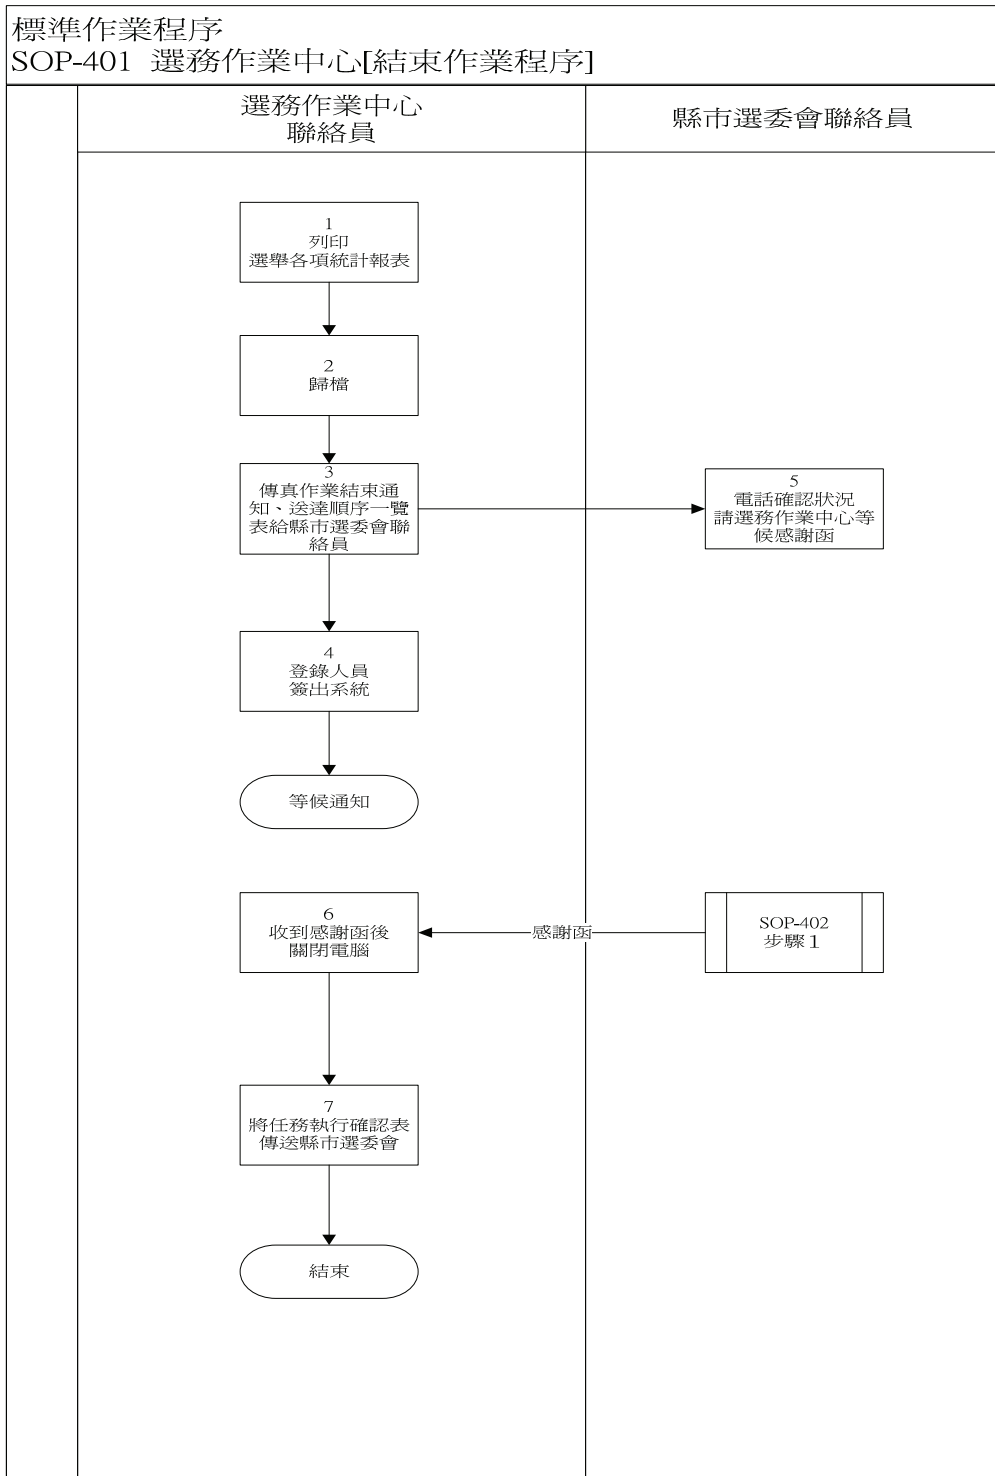 標準作業程序
SOP-401 選務作業中心[結束作業程序]
選務作業中心
聯絡員
縣市選委會聯絡員
1
列印
選舉各項統計報表
2
歸檔
3
傳真作業結束通
知、送達順序一覽
表給縣市選委會聯
絡員
5
電話確認狀況
請選務作業中心等
候感謝函
4
登錄人員
簽出系統
等候通知
6
收到感謝函後
關閉電腦
感謝函
SOP-402
步驟1
7
將任務執行確認表
傳送縣市選委會
結束